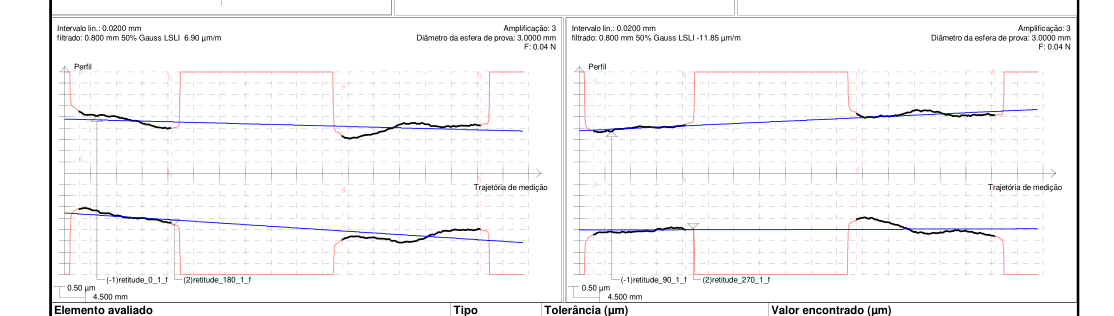 Intervalo lin.: 0.0200 mm
Amplificação: 3
filtrado: 0.800 mm 50% Gauss LSLI  6.90 µm/m
Diâmetro da esfera de prova: 3.0000 mm
F: 0.04 N
Perfil
Trajetória de medição
(-1)retitude_0_1_f
(2)retitude_180_1_f
0.50 µm
4.500 mm
Intervalo lin.: 0.0200 mm
Amplificação: 3
filtrado: 0.800 mm 50% Gauss LSLI -11.85 µm/m
Diâmetro da esfera de prova: 3.0000 mm
F: 0.04 N
Perfil
Trajetória de medição
(-1)retitude_90_1_f
(2)retitude_270_1_f
0.50 µm
4.500 mm
Elemento avaliado
Tipo
Tolerância (µm)
Valor encontrado (µm)